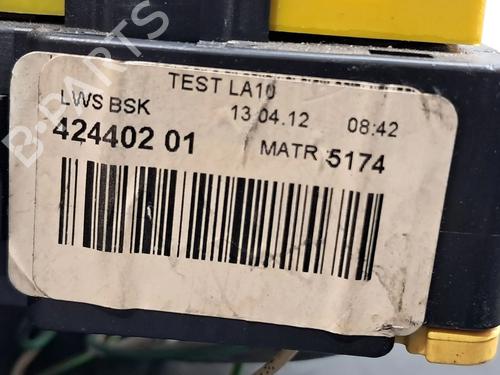 TEST LA10
LWS BSK 13.04.12 08:42
424402 01 MATR 5174
B-PARTS